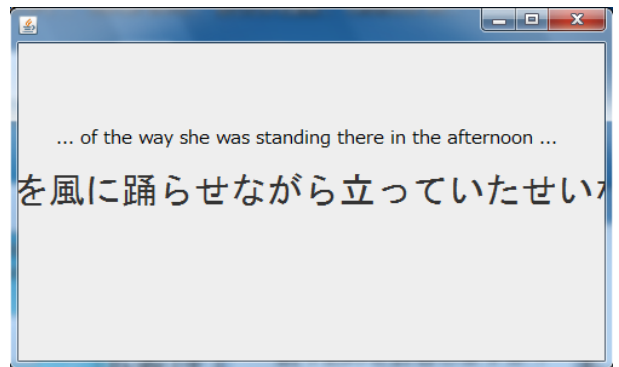 ... of the way she was standing there in the afternoon ...
を風に踊らせながら立っていたせい